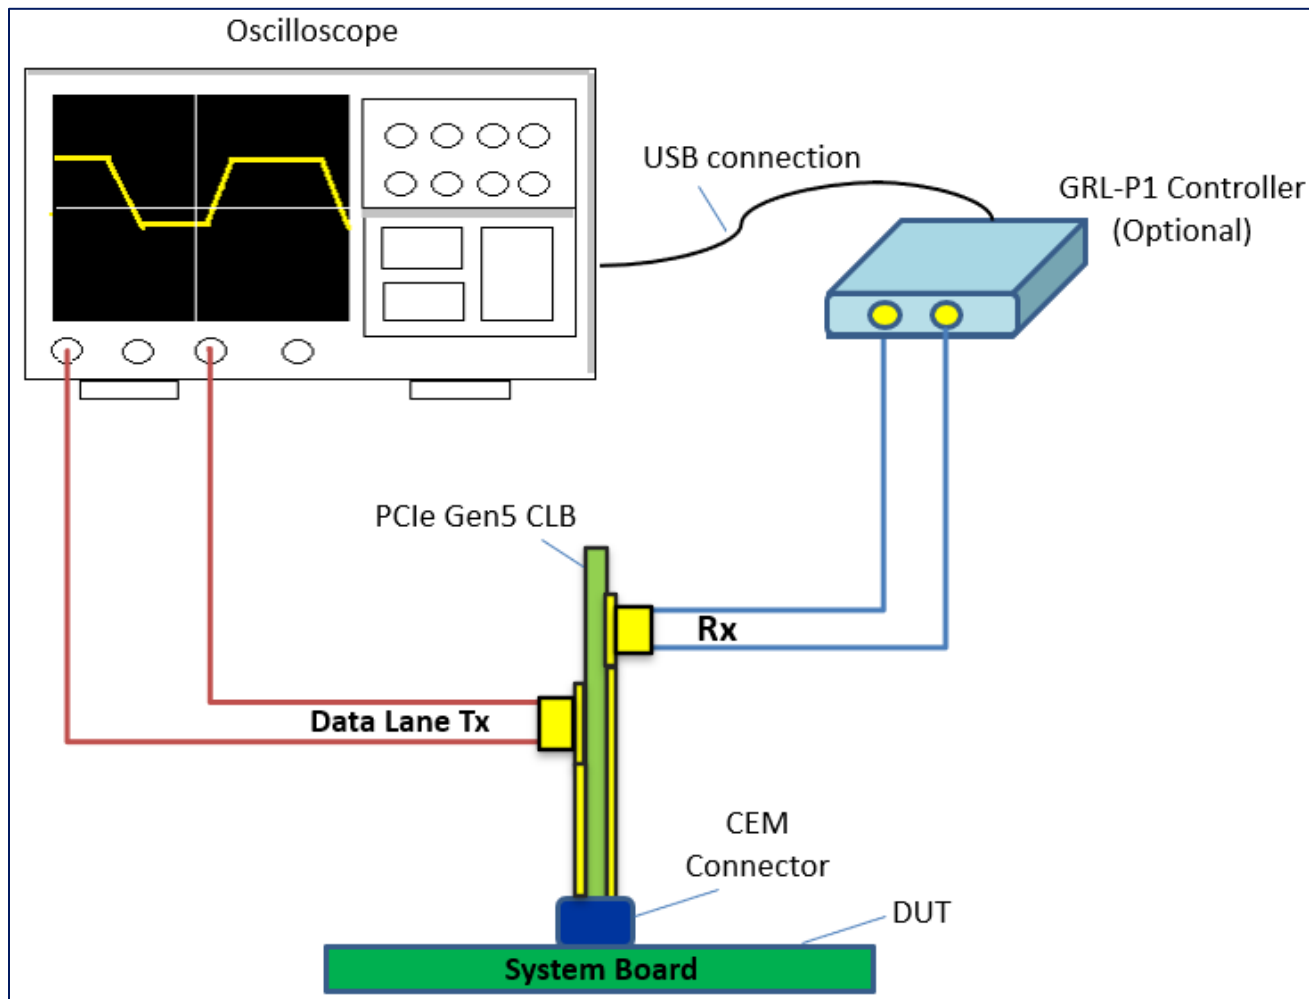 Oscilloscope
USB connection
GRL-P1 Controller
(Optional)
PCIe Gen5 CLB
Rx
Data Lane Tx
CEM
Connector
DUT
System Board